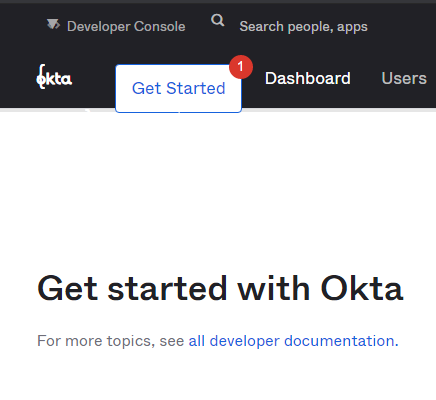 Developer Console
Search people, apps
okta
Get Started
1
Dashboard
Users
Get started with Okta
For more topics, see all developer documentation.